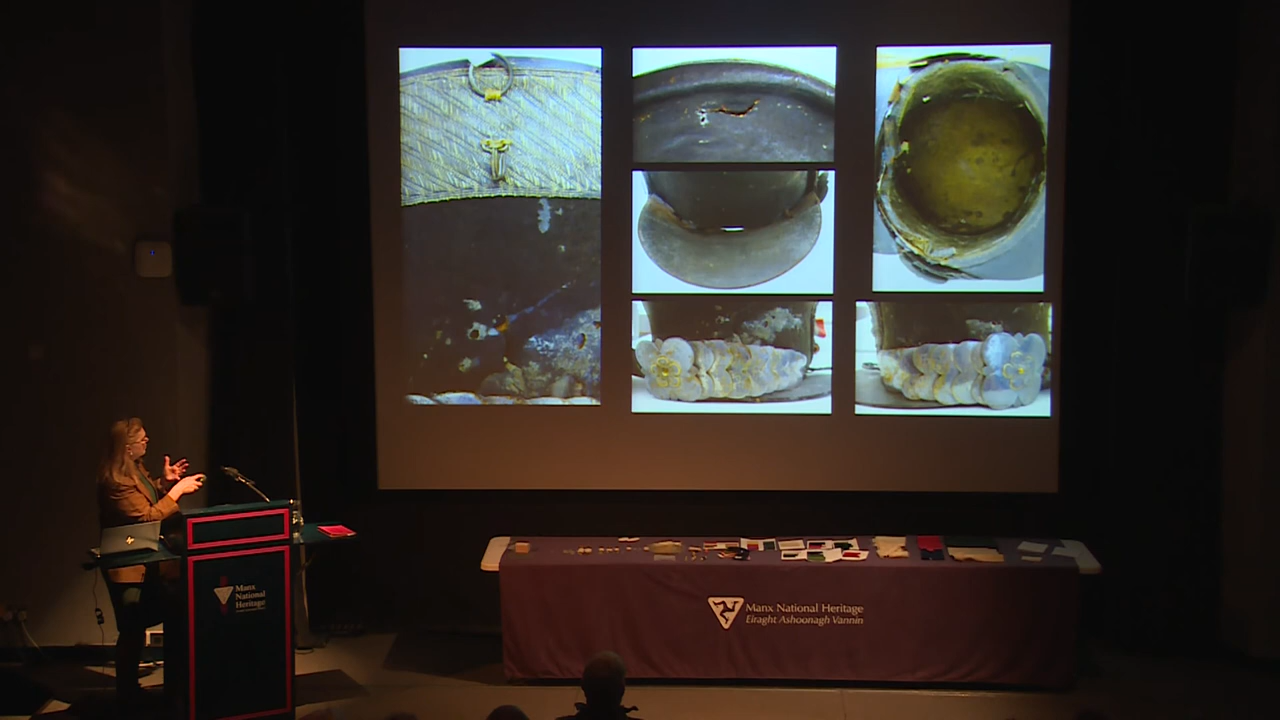 Manx
National
Heritage
Manx National Heritage
Eiraght Ashoonagh Vannin